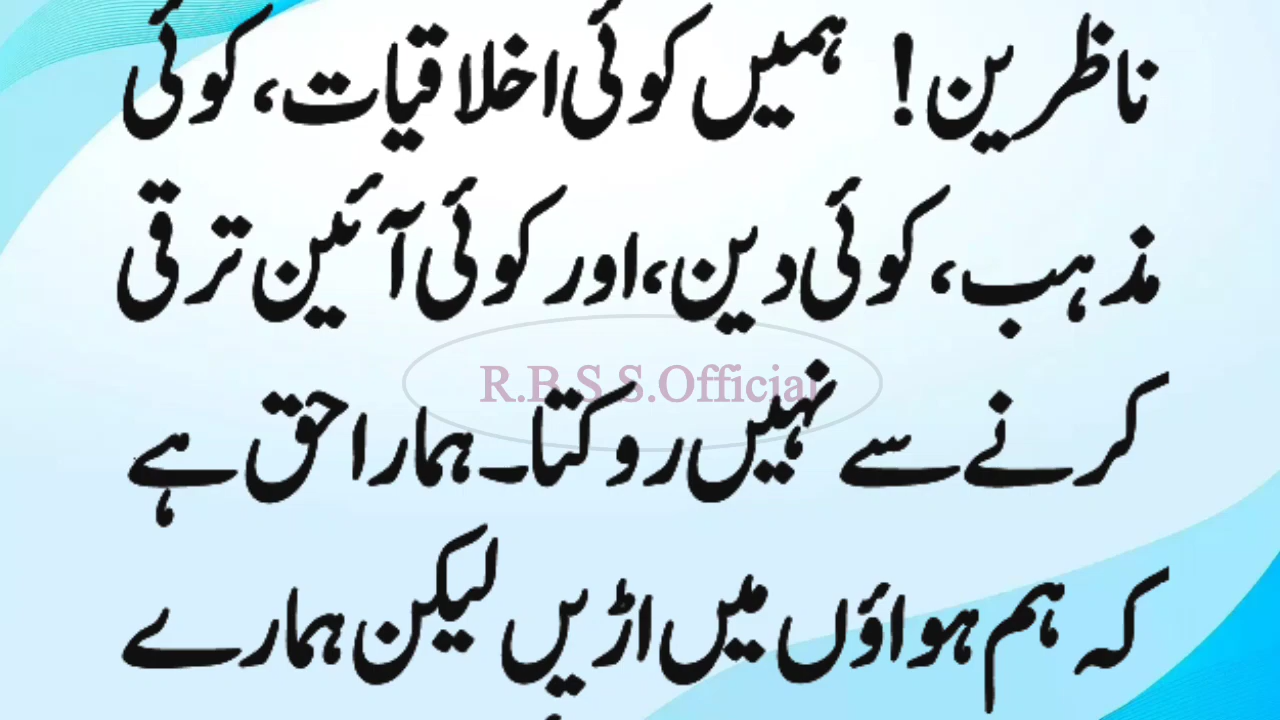 ناظرین! ہمیں کوئی اخلاقیات، کوئی
مذہب، کوئی دین، اور کوئی آئین ترقی
R.B.S.S.Official
کرنے سے نہیں روکتا۔ ہمارا حق ہے
کہ ہم ہواؤں میں اڑیں لیکن ہمارے